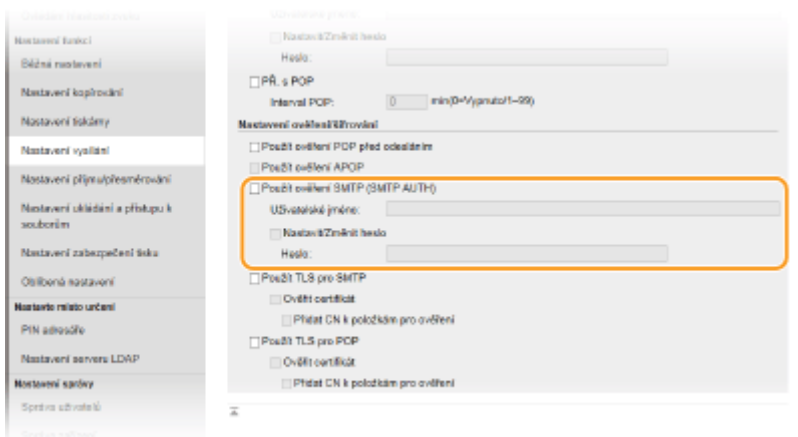 Nastavení funkcí
Běžná nastavení
Nastavení kopírování
Nastavení tiskárny
Nastavení vysílání
Nastavení příjmu/přesměrování
Nastavení ukládání a přístupu k
souborům
Nastavení zabezpečení tisku
Oblíbená nastavení
Nastavte místo určení
PIN adresáře
Nastavení serveru LDAP
Nastavení správy
Správa uživatelů
Nastavit/Změnit heslo
Heslo:
PŘ. s POP
Interval POP:
0
min(0=Vypnuto/1–99)
Nastavení ověření/šifrování
Použít ověření POP před odesláním
Použít ověření APOP
Použít ověření SMTP (SMTP AUTH)
Uživatelské jméno:
Nastavit/Změnit heslo
Heslo:
Použít TLS pro SMTP
Ověřit certifikát
Přidat CN k položkám pro ověření
Použít TLS pro POP
Ověřit certifikát
Přidat CN k položkám pro ověření